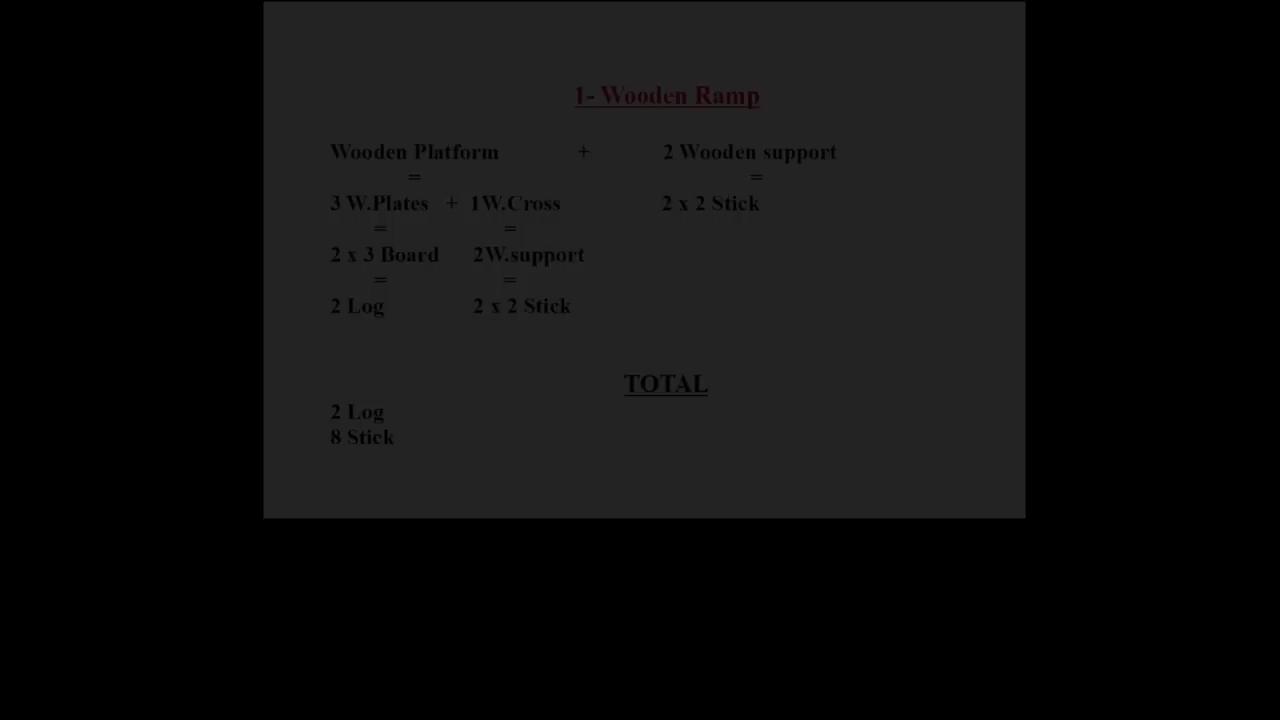 1- Wooden Ramp
Wooden Platform + 2 Wooden support
= =
3 W.Plates + 1W.Cross 2 x 2 Stick
= =
2 x 3 Board 2W.support
= =
2 Log 2 x 2 Stick
TOTAL
2 Log
8 Stick